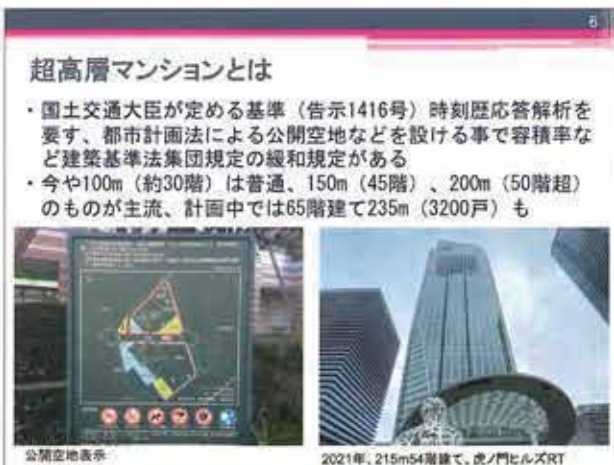 6
超高層マンションとは
・国土交通大臣が定める基準（告示1416号）時刻歴応答解析を
要す、都市計画法による公開空地などを設ける事で容積率な
ど建築基準法集団規定の緩和規定がある
・今や100m（約30階）は普通、150m（45階）、200m（50階超）
のものが主流、計画中では65階建て235m（3200戸）も
公開空地表示
2021年、215m54階建て、虎ノ門ヒルズRT